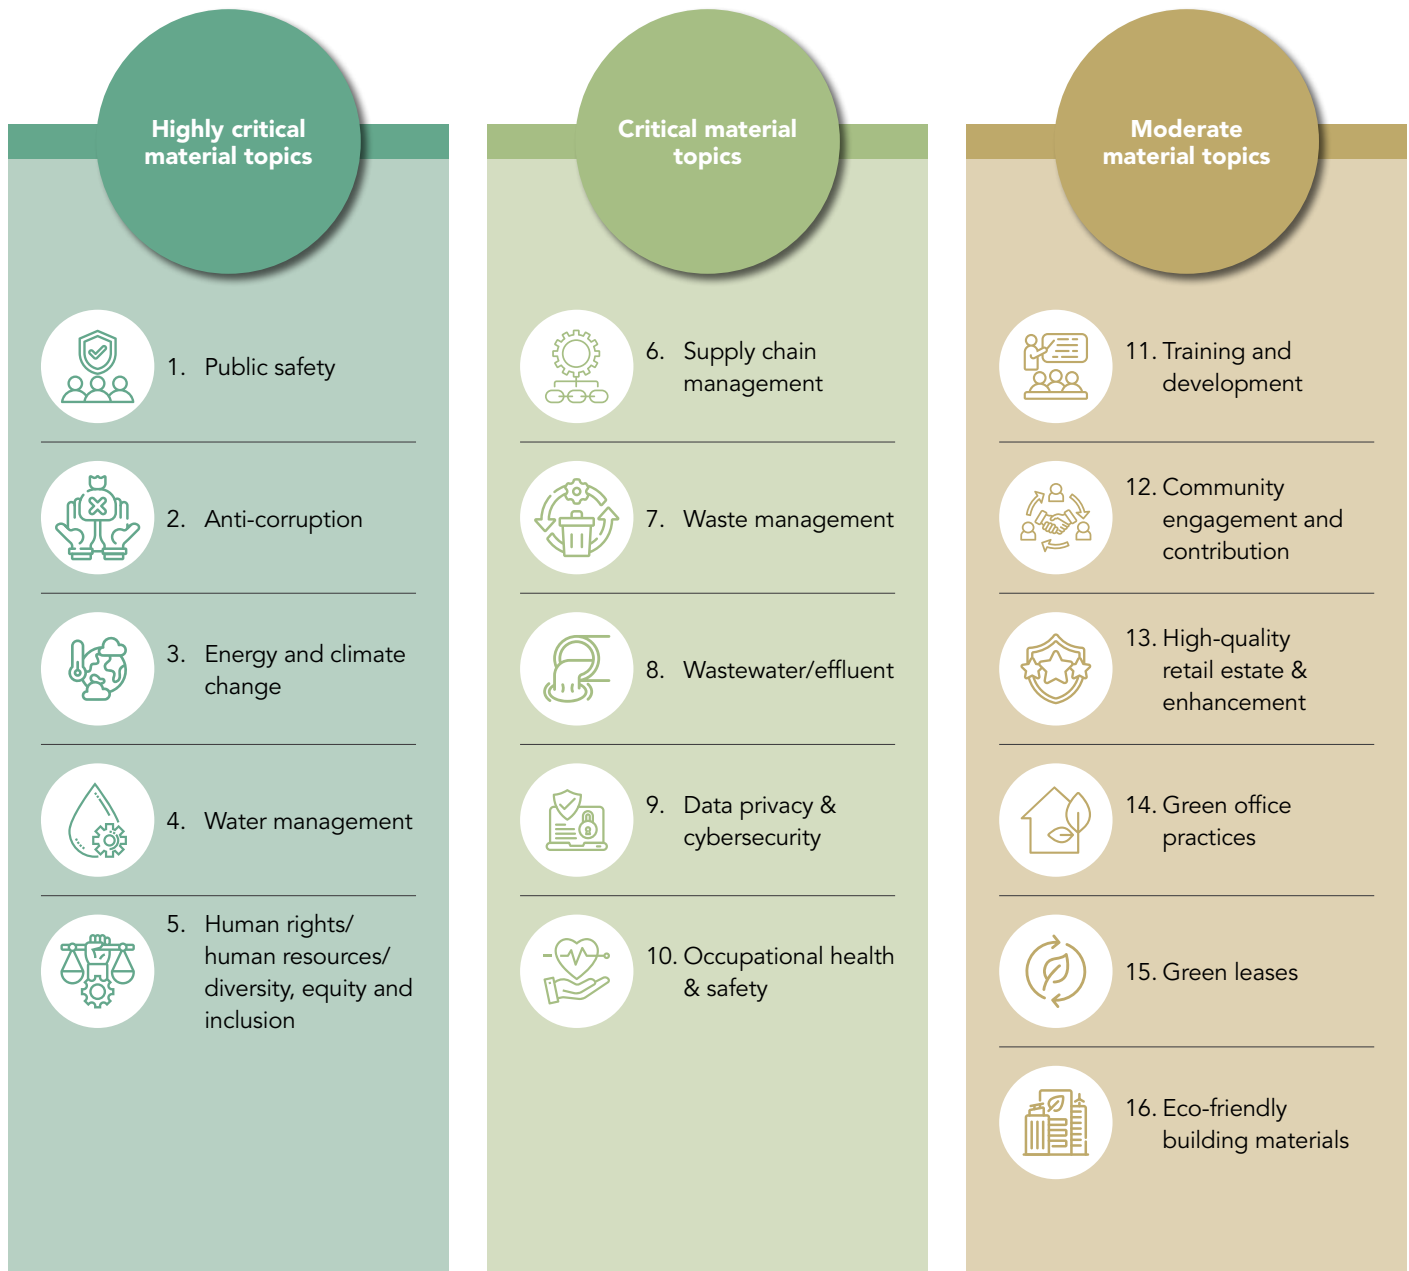 Highly critical
material topics
1. Public safety
2. Anti-corruption
3. Energy and climate
change
4. Water management
5. Human rights/
human resources/
diversity, equity and
inclusion
Critical material
topics
6. Supply chain
management
7. Waste management
8. Wastewater/effluent
9. Data privacy &
cybersecurity
10. Occupational health
& safety
Moderate
material topics
11. Training and
development
12. Community
engagement and
contribution
13. High-quality
retail estate &
enhancement
14. Green office
practices
15. Green leases
16. Eco-friendly
building materials